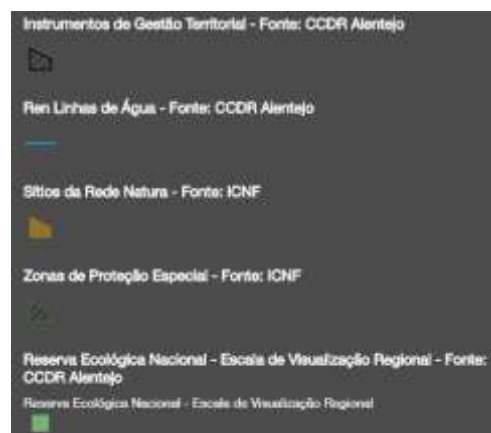 Instrumentos de Gestão Territorial - Fonte: CCDR Alentejo
Ren Linhas de Água - Fonte: CCDR Alentejo
Sítios da Rede Natura - Fonte: ICNF
Zonas de Proteção Especial - Fonte: ICNF
Reserva Ecológica Nacional - Escala de Visualização Regional - Fonte:
CCDR Alentejo
Reserva Ecológica Nacional - Escala de Visualização Regional